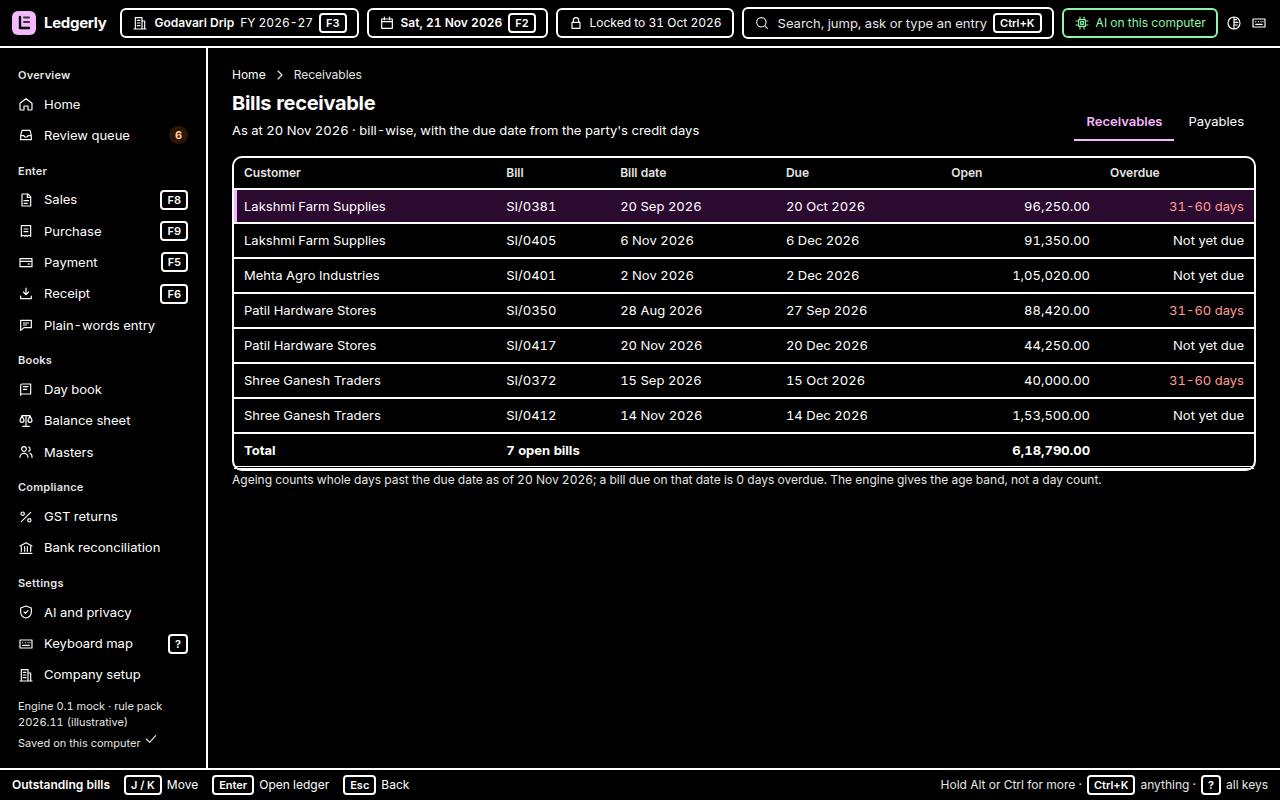 Ledgerly
Godavari Drip FY 2026-27 F3
Sat, 21 Nov 2026 F2
Locked to 31 Oct 2026
Search, jump, ask or type an entry Ctrl+K
AI on this computer
Overview
Home
Review queue 6
Enter
Sales F8
Purchase F9
Payment F5
Receipt F6
Plain-words entry
Books
Day book
Balance sheet
Masters
Compliance
GST returns
Bank reconciliation
Settings
AI and privacy
Keyboard map ?
Company setup
Engine 0.1 mock · rule pack
2026.11 (illustrative)
Saved on this computer
Home Receivables
Bills receivable
As at 20 Nov 2026 · bill-wise, with the due date from the party's credit days
Receivables Payables
Customer Bill Bill date Due Open Overdue
Lakshmi Farm Supplies SI/0381 20 Sep 2026 20 Oct 2026 96,250.00 31-60 days
Lakshmi Farm Supplies SI/0405 6 Nov 2026 6 Dec 2026 91,350.00 Not yet due
Mehta Agro Industries SI/0401 2 Nov 2026 2 Dec 2026 1,05,020.00 Not yet due
Patil Hardware Stores SI/0350 28 Aug 2026 27 Sep 2026 88,420.00 31-60 days
Patil Hardware Stores SI/0417 20 Nov 2026 20 Dec 2026 44,250.00 Not yet due
Shree Ganesh Traders SI/0372 15 Sep 2026 15 Oct 2026 40,000.00 31-60 days
Shree Ganesh Traders SI/0412 14 Nov 2026 14 Dec 2026 1,53,500.00 Not yet due
Total 7 open bills 6,18,790.00
Ageing counts whole days past the due date as of 20 Nov 2026; a bill due on that date is 0 days overdue. The engine gives the age band, not a day count.
Outstanding bills J / K Move Enter Open ledger Esc Back
Hold Alt or Ctrl for more · Ctrl+K anything · ? all keys